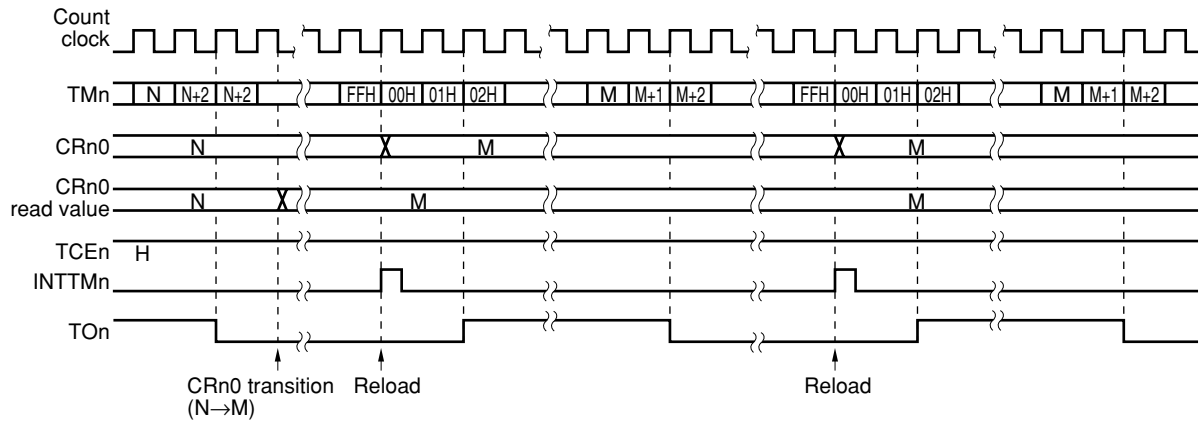 Count
clock
TMn N N+2 N+2 FFH 00H 01H 02H M M+1 M+2 FFH 00H 01H 02H M M+1 M+2
CRn0 N X M X M
CRn0
read value N X M M
TCEn H
INTTMn
TOn
CRn0 transition Reload Reload
(N→M)